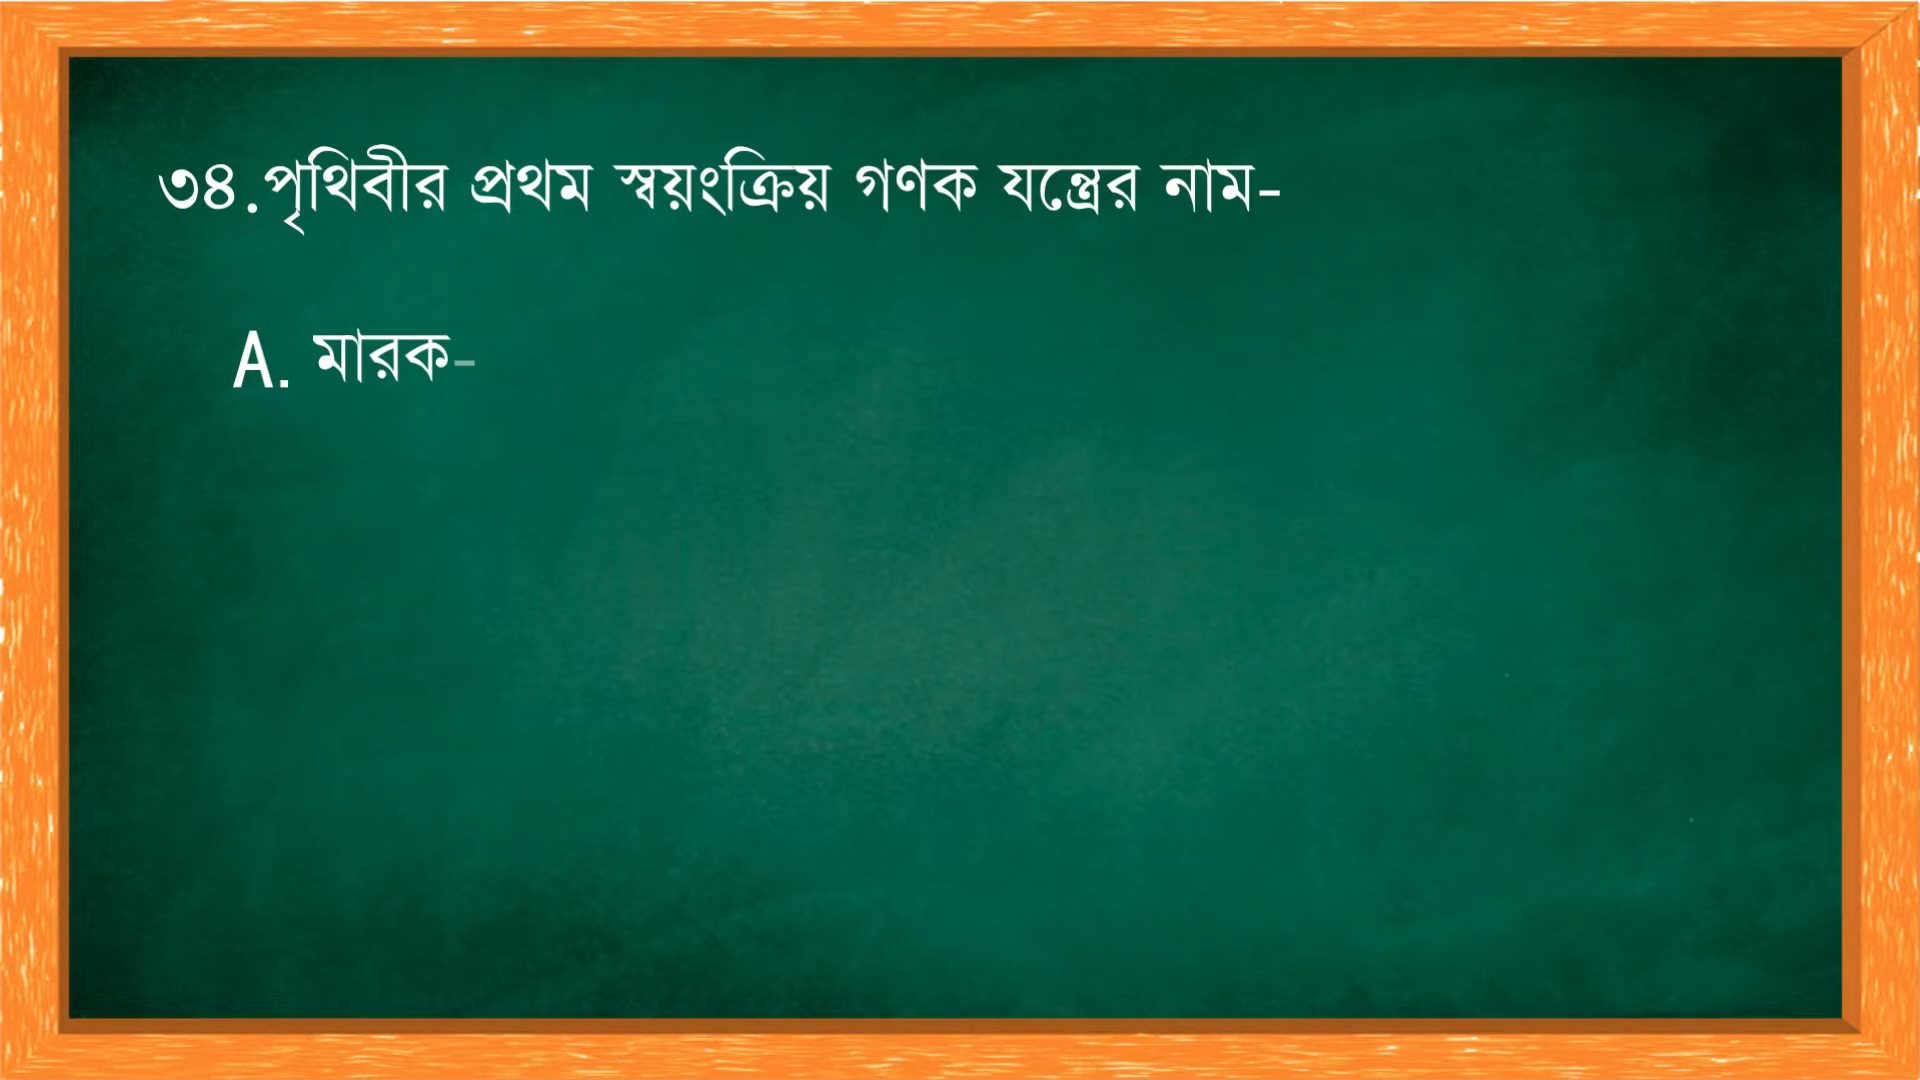 ৩৪.পৃথিবীর প্রথম স্বয়ংক্রিয় গণক যন্ত্রের নাম-
A. মারক-